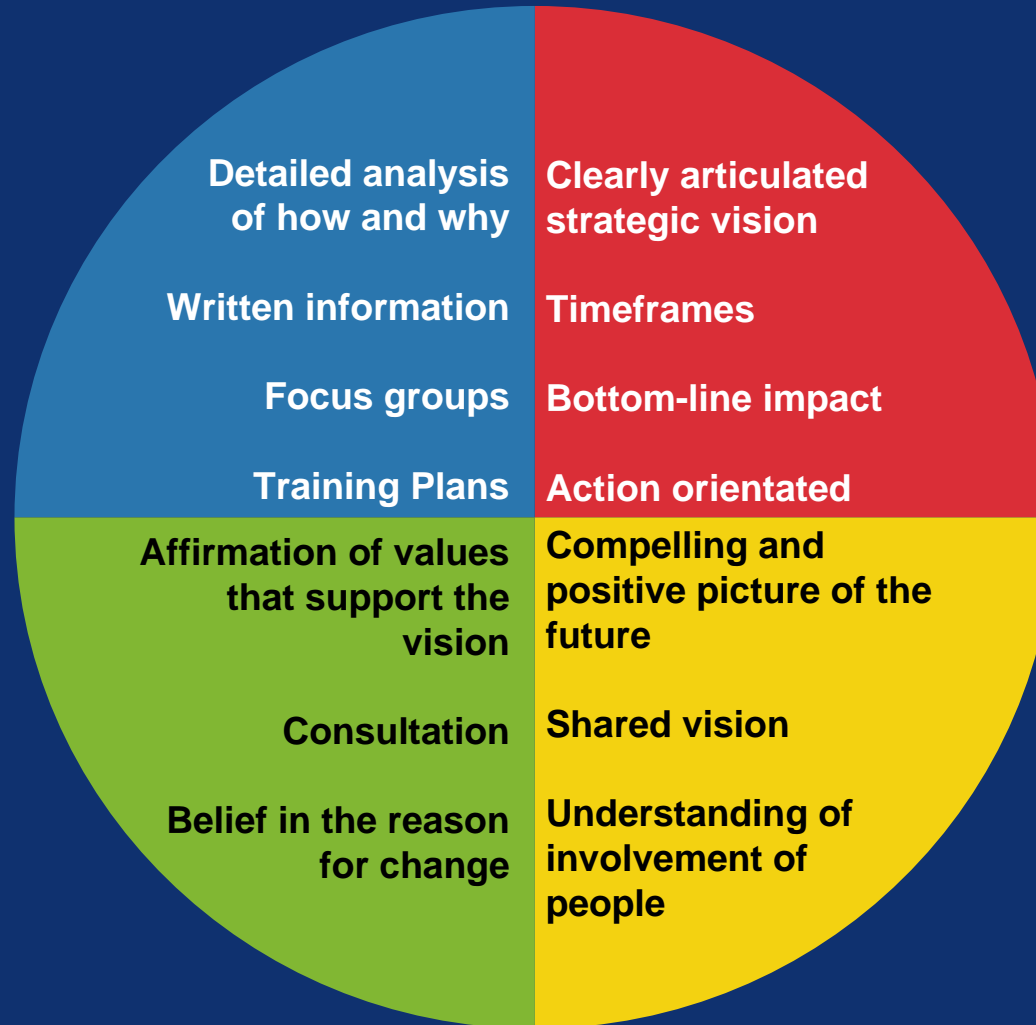 Detailed analysis
of how and why
Written information
Focus groups
Training Plans
Clearly articulated
strategic vision
Timeframes
Bottom-line impact
Action orientated
Affirmation of values
that support the
vision
Consultation
Belief in the reason
for change
Compelling and
positive picture of the
future
Shared vision
Understanding of
involvement of
people